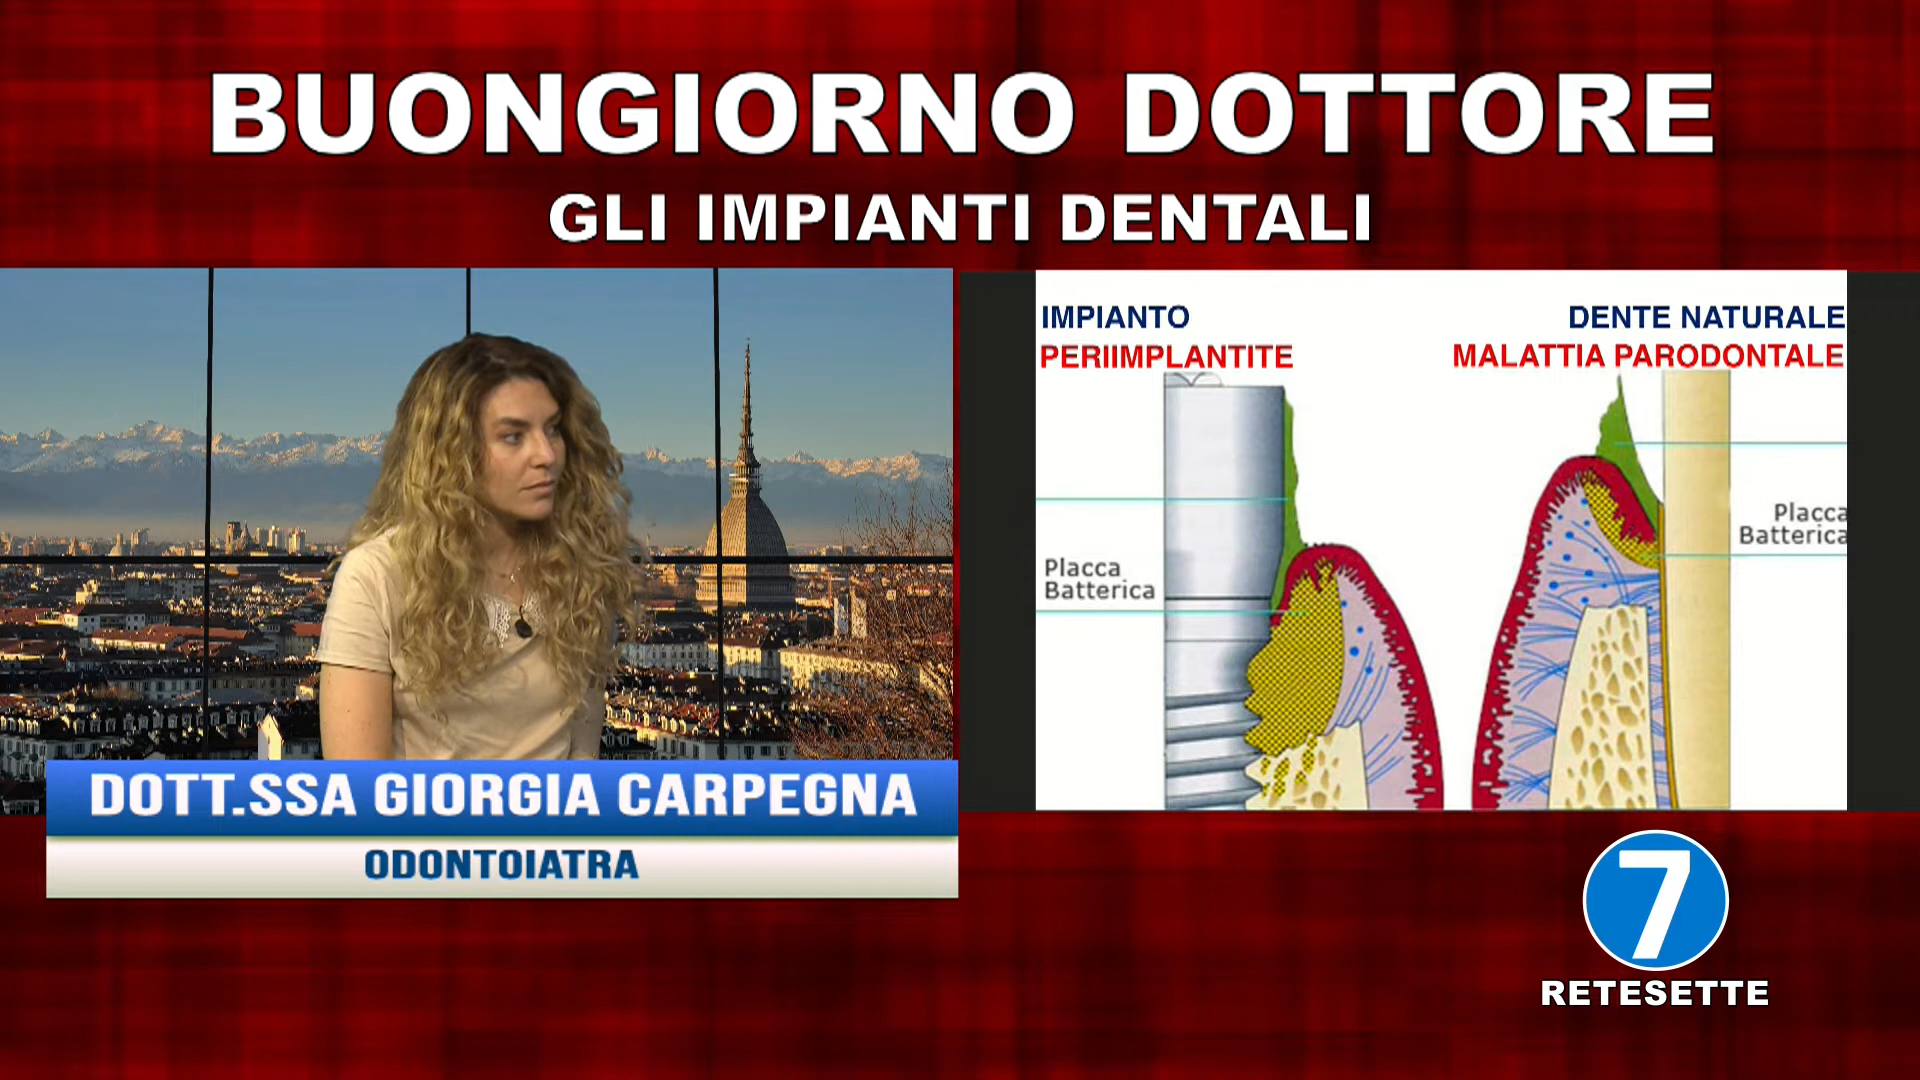 BUONGIORNO DOTTORE
GLI IMPIANTI DENTALI
DOTT.SSA GIORGIA CARPEGNA
ODONTOIATRA
IMPIANTO
PERIIMPLANTITE
DENTE NATURALE
MALATTIA PARODONTALE
Placca
Batterica
Placca
Batterica
7
RETESETTE